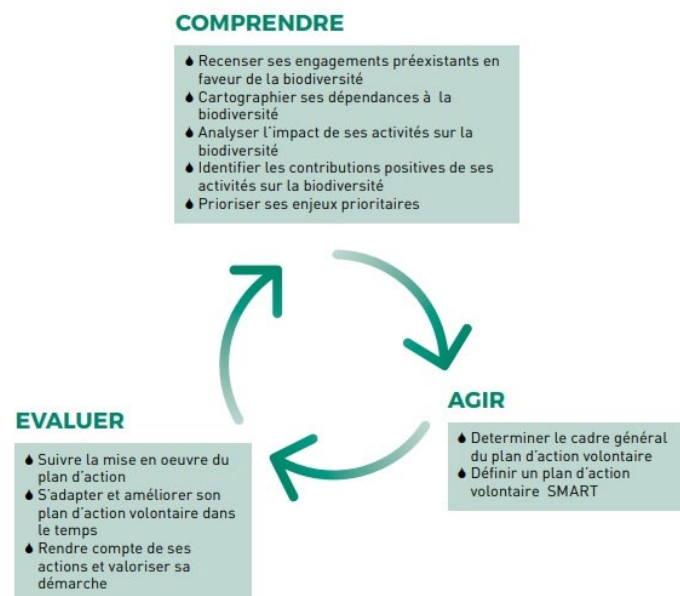 COMPRENDRE
Recenser ses engagements préexistants en
faveur de la biodiversité
Cartographier ses dépendances à la
biodiversité
Analyser l'impact de ses activités sur la
biodiversité
Identifier les contributions positives de ses
activités sur la biodiversité
Prioriser ses enjeux prioritaires
AGIR
Determiner le cadre général
du plan d'action volontaire
Définir un plan d'action
volontaire SMART
EVALUER
Suivre la mise en oeuvre du
plan d'action
S'adapter et améliorer son
plan d'action volontaire dans
le temps
Rendre compte de ses
actions et valoriser sa
démarche